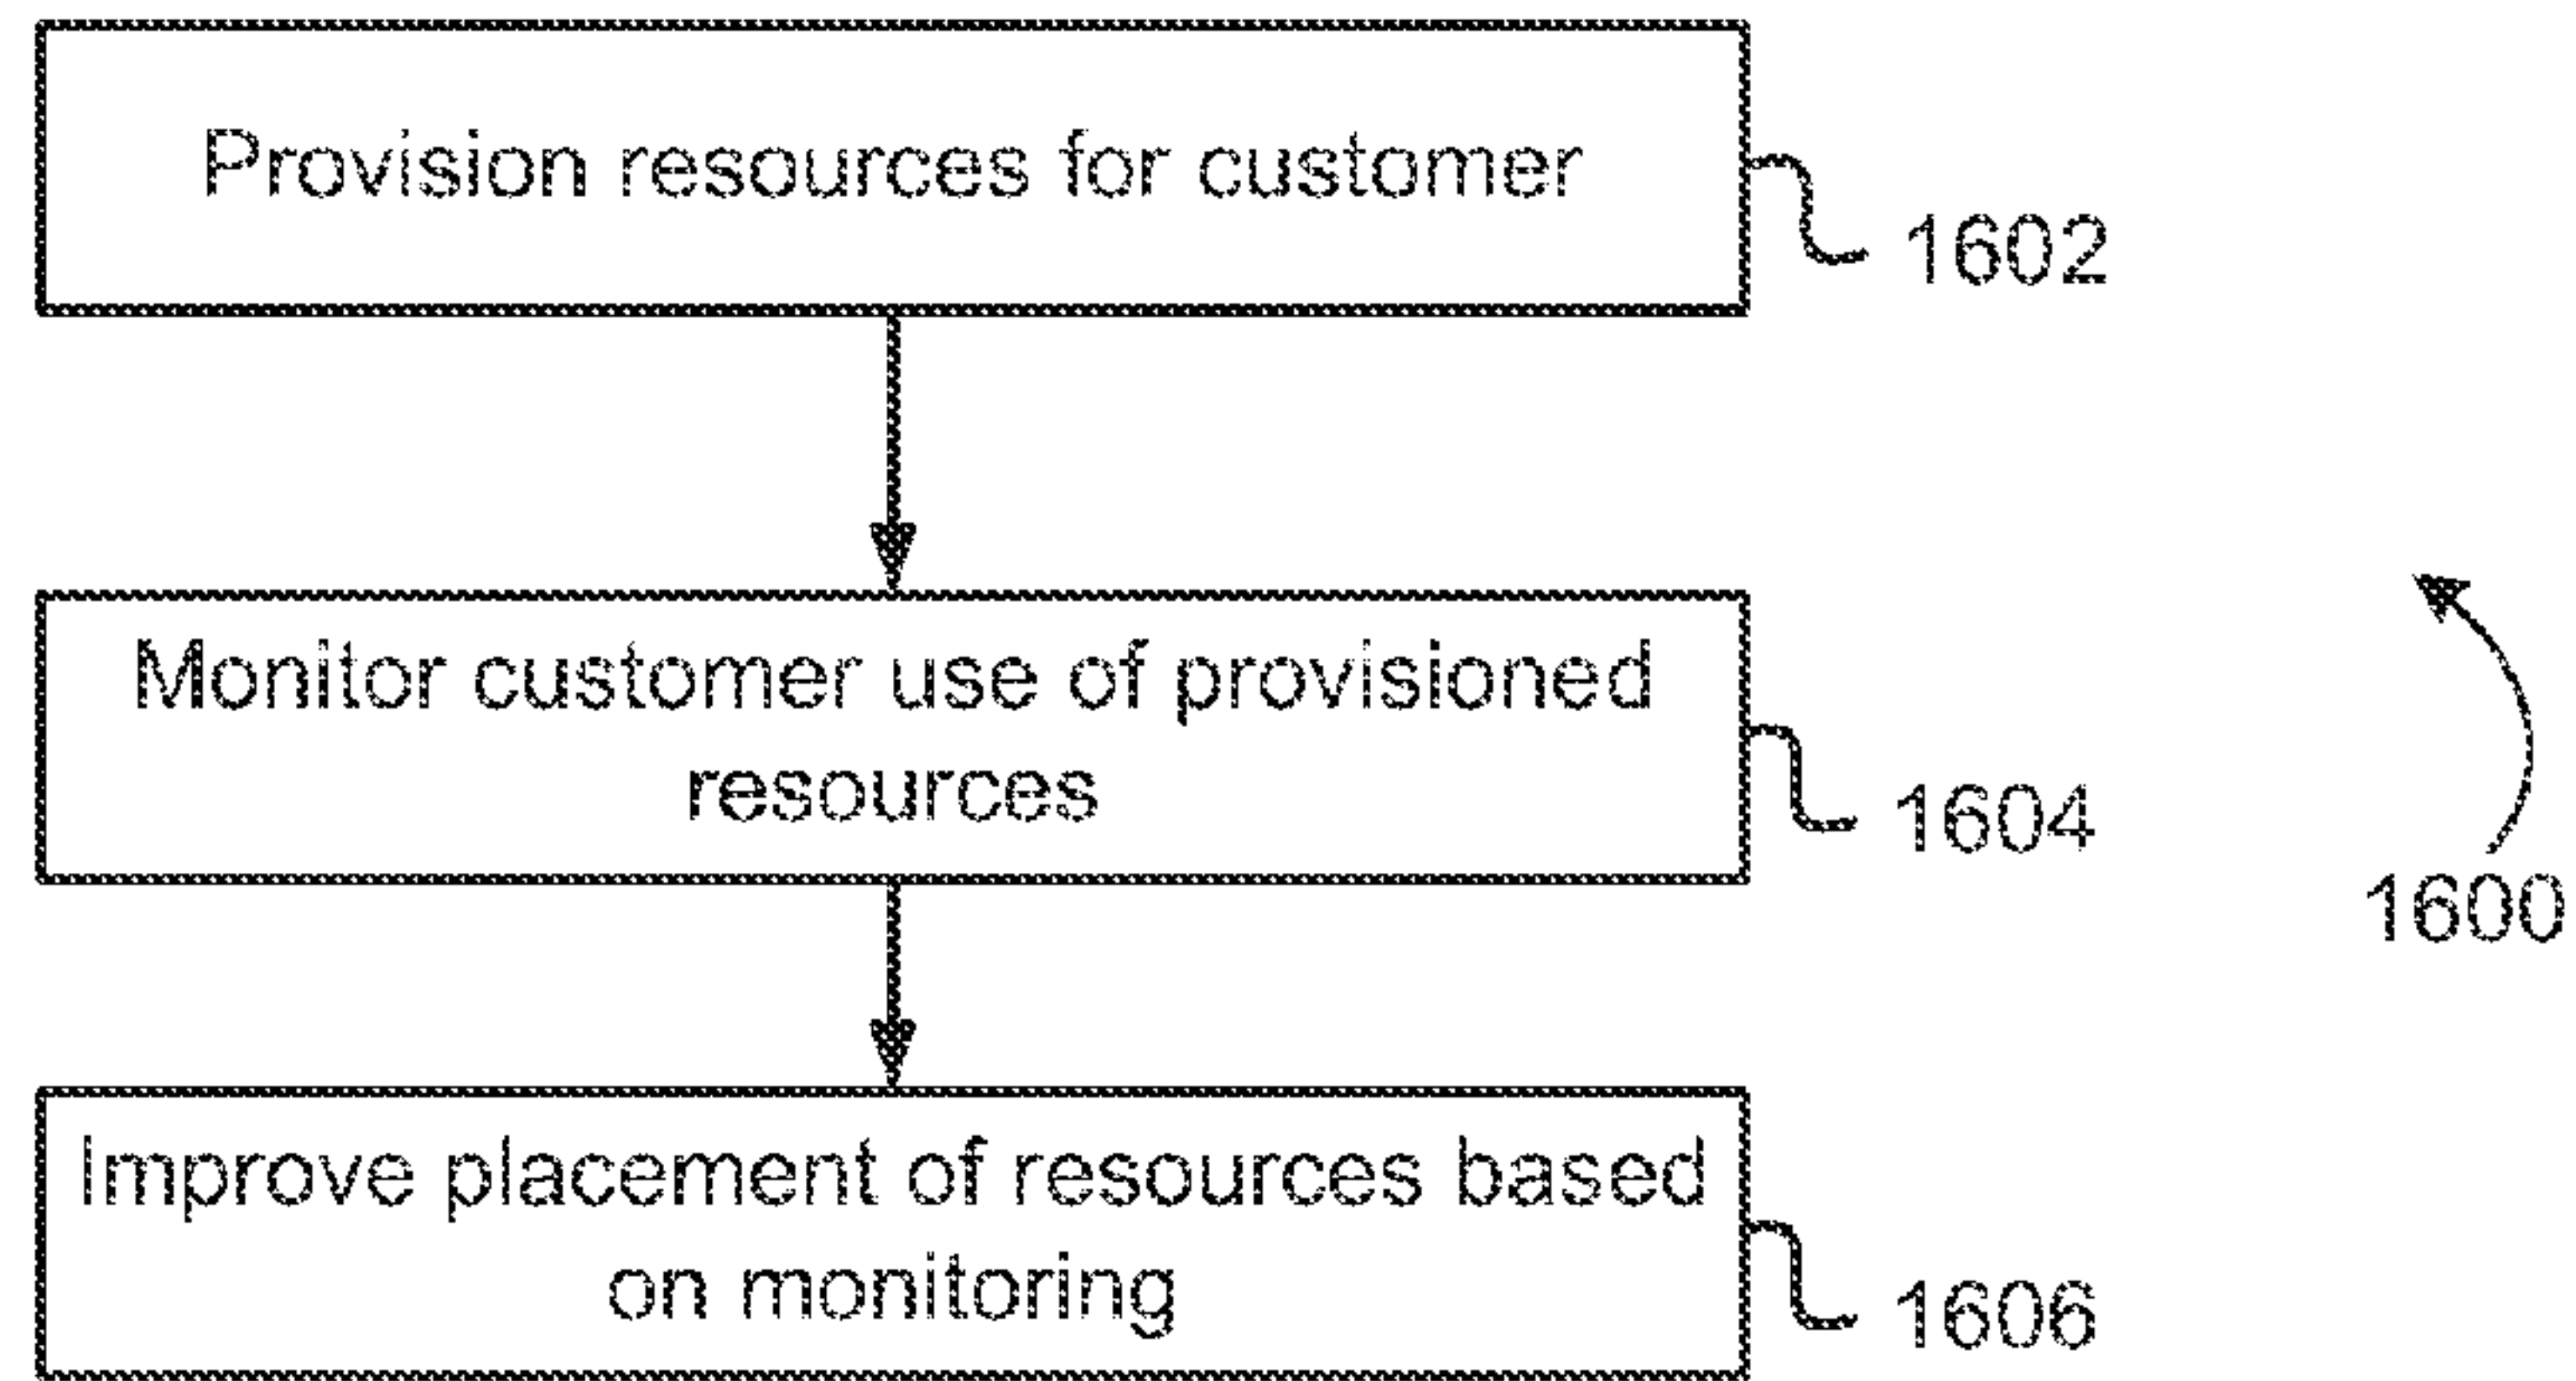 Provision resources for customer
1602
Monitor customer use of provisioned
resources
1604
1600
Improve placement of resources based
on monitoring
1606